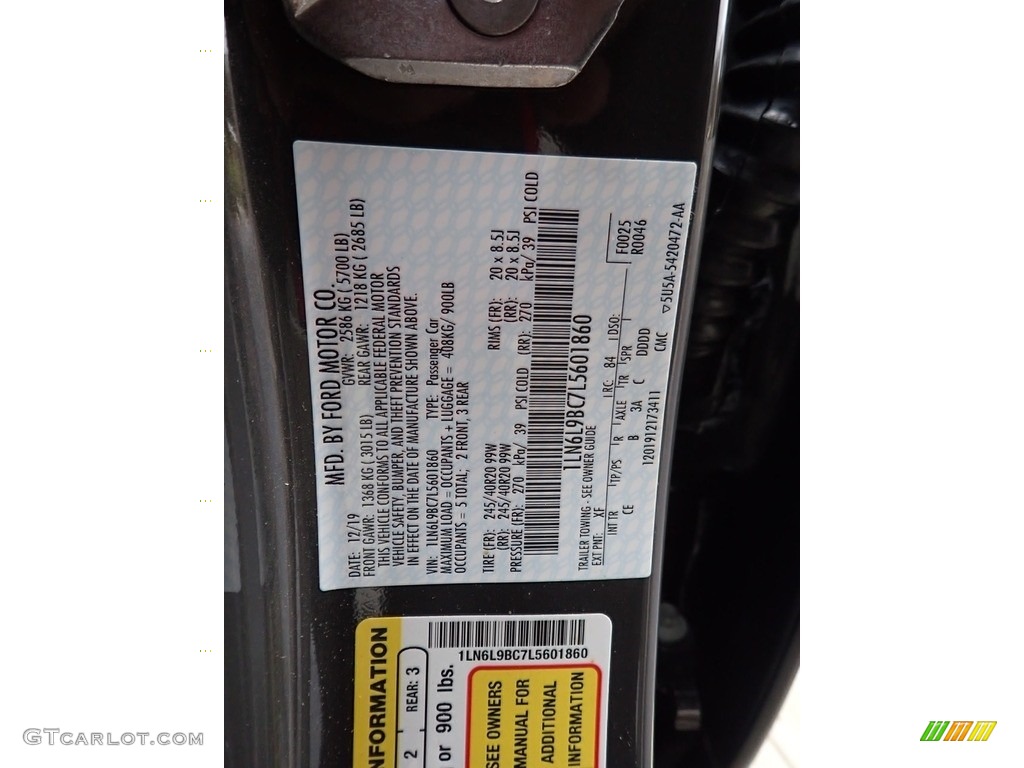 MFD. BY FORD MOTOR CO.
DATE: 12/19 GVWR: 2586 KG ( 5700 LB)
FRONT GAWR: 1368 KG ( 3015 LB) REAR GAWR: 1218 KG ( 2685 LB)
THIS VEHICLE CONFORMS TO ALL APPLICABLE FEDERAL MOTOR
VEHICLE SAFETY, BUMPER, AND THEFT PREVENTION STANDARDS
IN EFFECT ON THE DATE OF MANUFACTURE SHOWN ABOVE.
VIN: 1LN6L9BC7L5601860 TYPE: Passenger Car
MAXIMUM LOAD = OCCUPANTS + LUGGAGE = 408KG/ 900LB
OCCUPANTS = 5 TOTAL; 2 FRONT, 3 REAR
TIRE (FR): 245/40R20 99W RIMS (FR): 20 x 8.5J
(RR): 245/40R20 99W (RR): 20 x 8.5J
PRESSURE (FR): 270 kPa/ 39 PSI COLD (RR): 270 kPa/ 39 PSI COLD
1LN6L9BC7L5601860
TRAILER TOWING - SEE OWNER GUIDE
EXT PNT: XF RC: 84 DSO: F0025
R0046
INT TR TP/PS R AXLE TR SPR
CE B 3A C DDDD
1201912173411 CMC ▽5U5A-5420472-AA
NFORMATION
2 REAR: 3
or 900 lbs.
1LN6L9BC7L5601860
SEE OWNERS
MANUAL FOR
ADDITIONAL
INFORMATION
GTCarlot.com